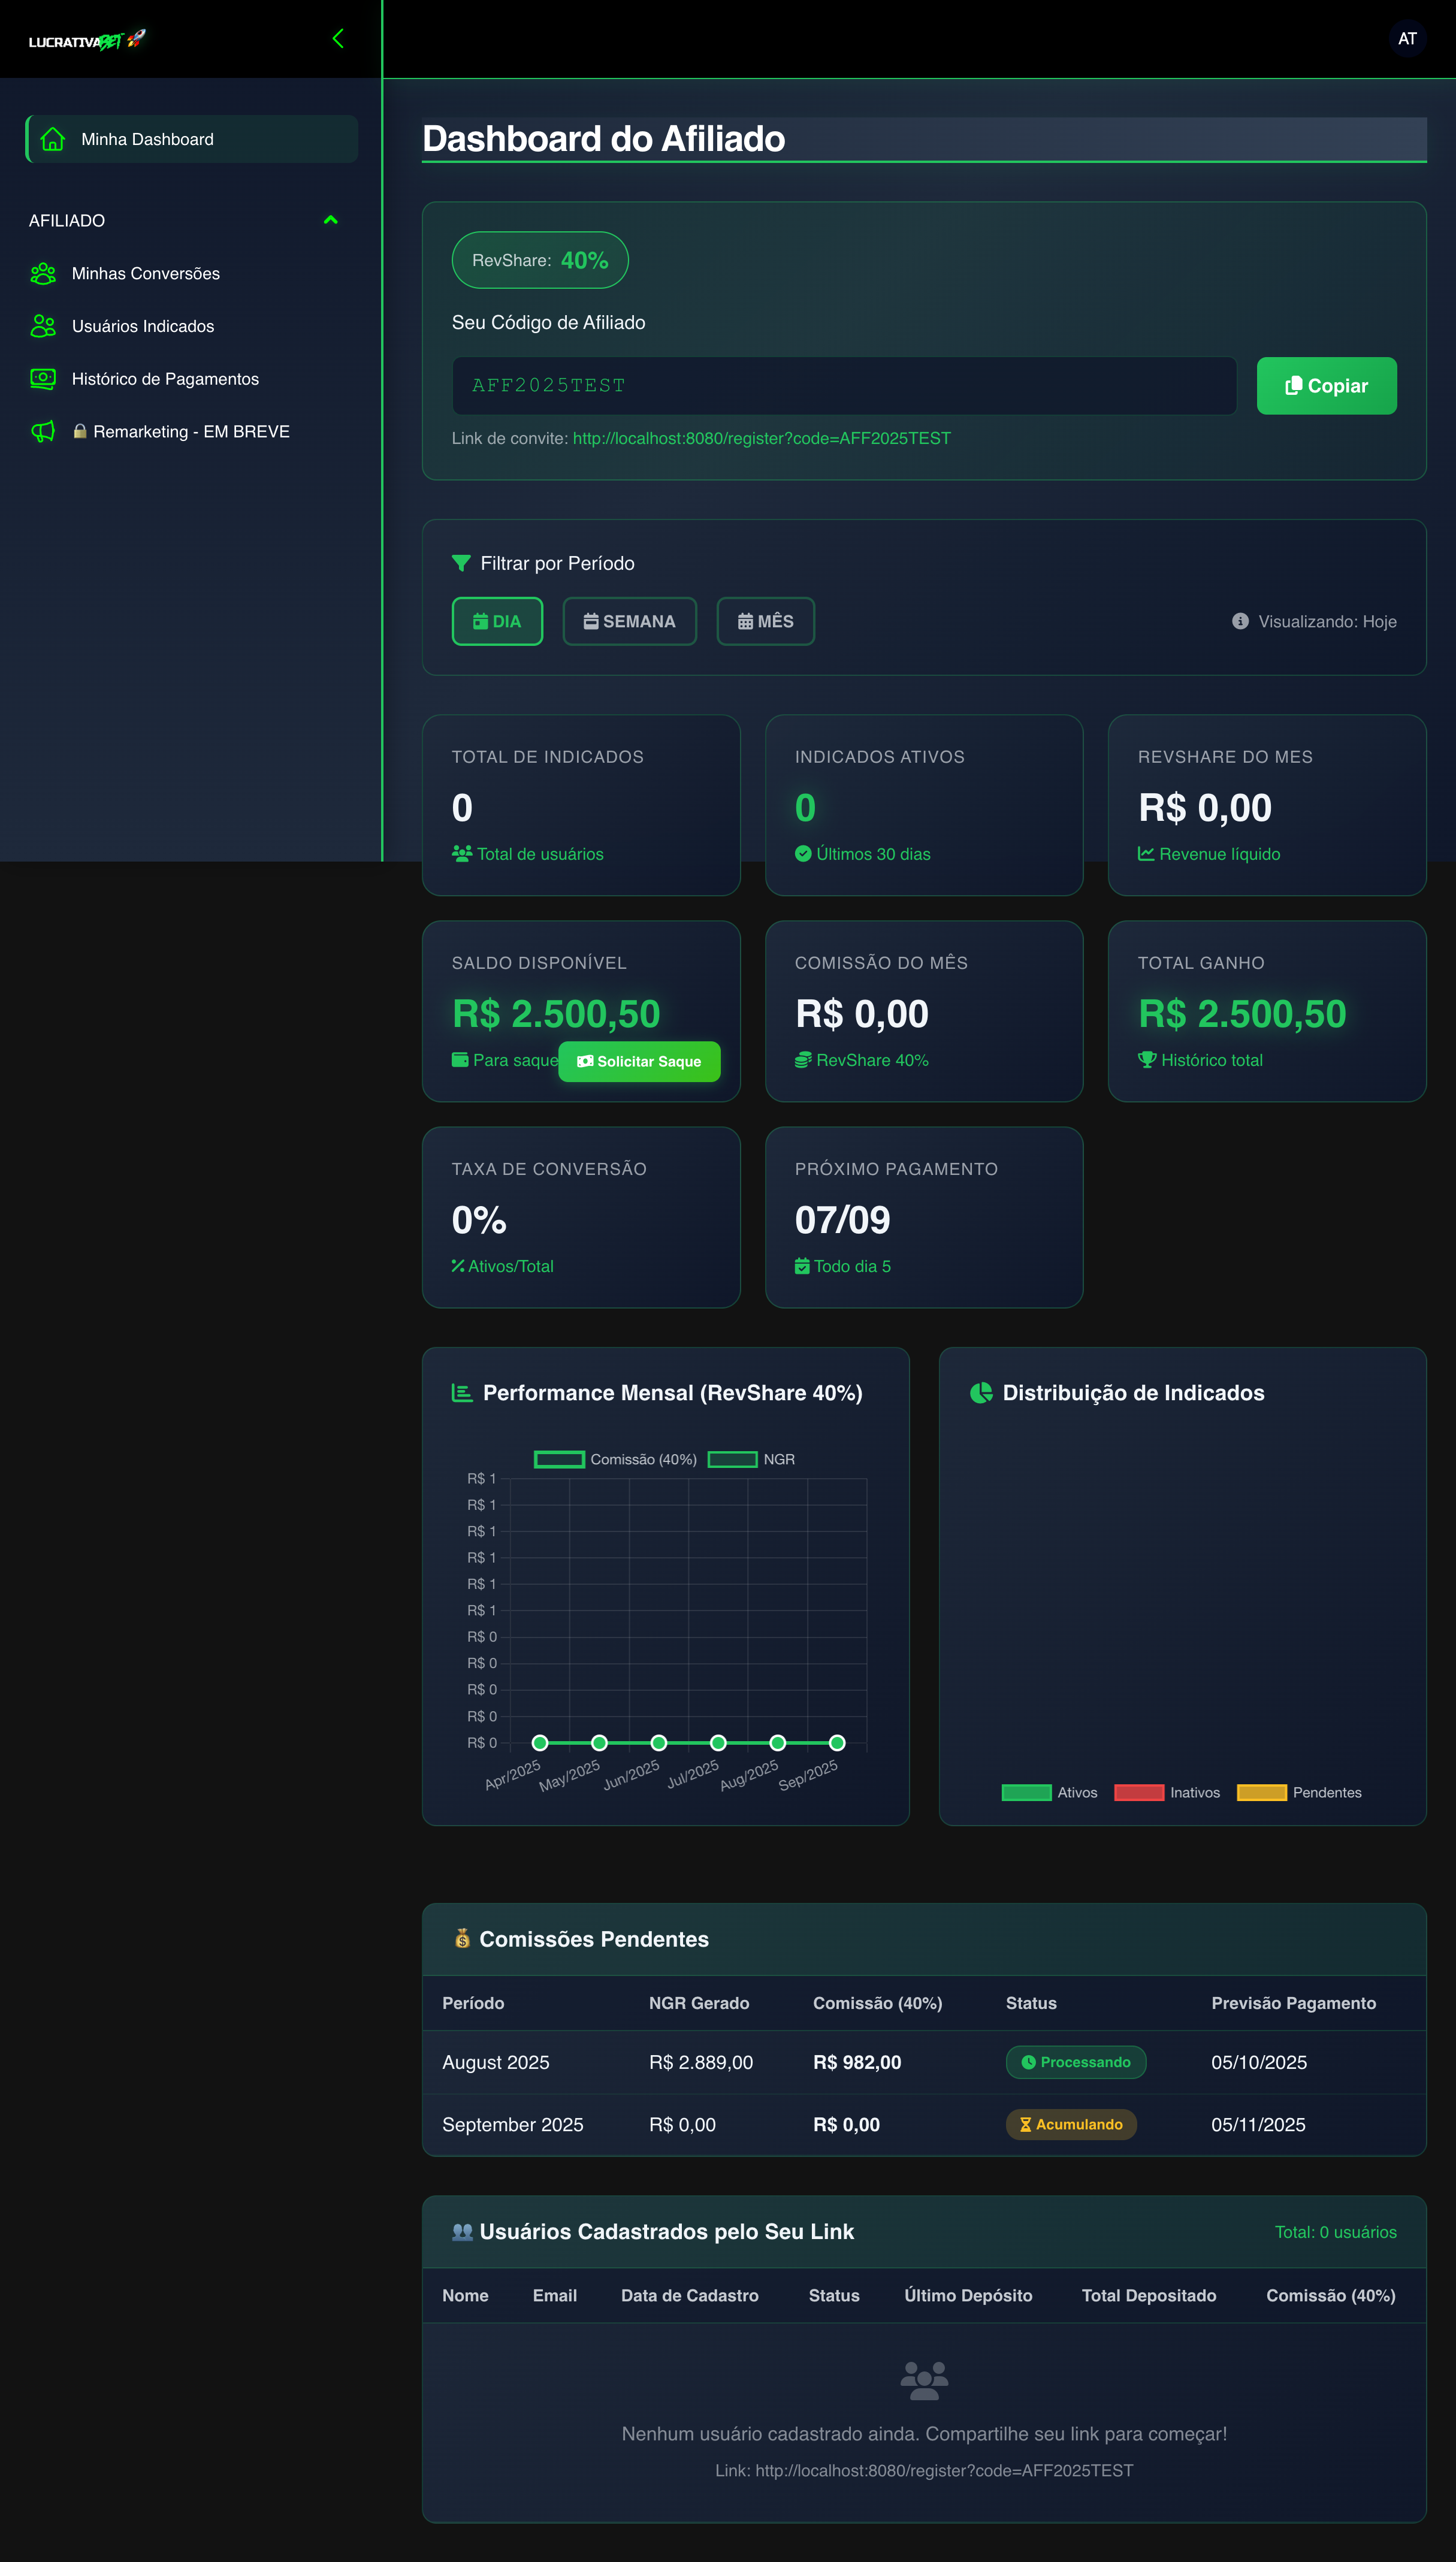 LUCRATIVABET
AT
Minha Dashboard
AFILIADO
Minhas Conversões
Usuários Indicados
Histórico de Pagamentos
Remarketing - EM BREVE
Dashboard do Afiliado
RevShare: 40%
Seu Código de Afiliado
AFF2025TEST
Copiar
Link de convite: http://localhost:8080/register?code=AFF2025TEST
Filtrar por Período
DIA SEMANA MÊS Visualizando: Hoje
TOTAL DE INDICADOS
0
Total de usuários
INDICADOS ATIVOS
0
Últimos 30 dias
REVSHARE DO MES
R$ 0,00
Revenue líquido
SALDO DISPONÍVEL
R$ 2.500,50
Para saque
Solicitar Saque
COMISSÃO DO MÊS
R$ 0,00
RevShare 40%
TOTAL GANHO
R$ 2.500,50
Histórico total
TAXA DE CONVERSÃO
0%
Ativos/Total
PRÓXIMO PAGAMENTO
07/09
Todo dia 5
Performance Mensal (RevShare 40%)
Comissão (40%) NGR
R$ 1
R$ 1
R$ 1
R$ 1
R$ 1
R$ 1
R$ 0
R$ 0
R$ 0
R$ 0
R$ 0
Apr/2025 May/2025 Jun/2025 Jul/2025 Aug/2025 Sep/2025
Distribuição de Indicados
Ativos Inativos Pendentes
Comissões Pendentes
Período NGR Gerado Comissão (40%) Status Previsão Pagamento
August 2025 R$ 2.889,00 R$ 982,00 Processando 05/10/2025
September 2025 R$ 0,00 R$ 0,00 Acumulando 05/11/2025
Usuários Cadastrados pelo Seu Link Total: 0 usuários
Nome Email Data de Cadastro Status Último Depósito Total Depositado Comissão (40%)
Nenhum usuário cadastrado ainda. Compartilhe seu link para começar!
Link: http://localhost:8080/register?code=AFF2025TEST